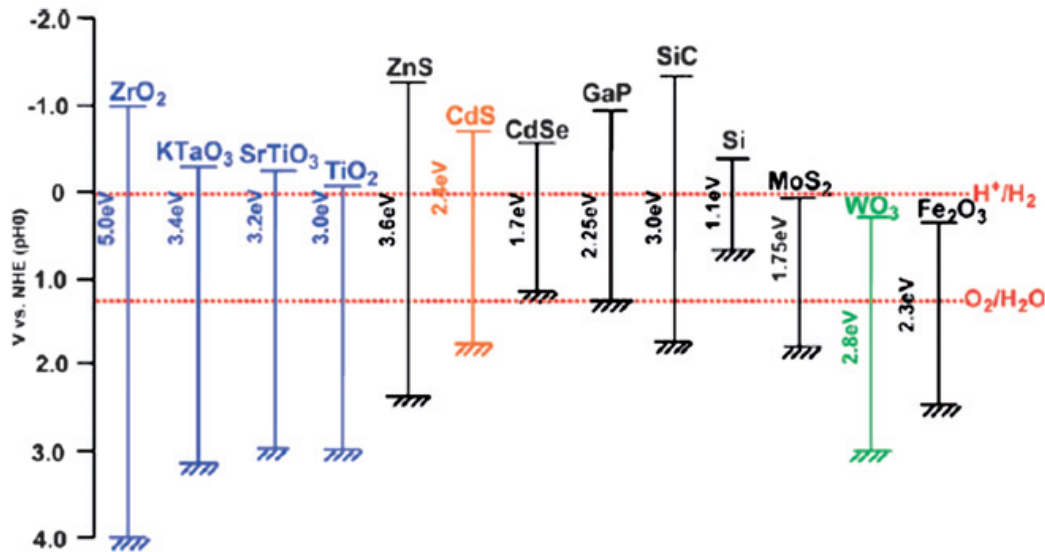 -2.0
-1.0
0
1.0
2.0
3.0
4.0
V vs. NHE (pH0)
ZrO₂
5.0eV
KTaO₃
3.4eV
SrTiO₃
3.2eV
TiO₂
3.0eV
ZnS
3.6eV
CdS
2.4eV
CdSe
1.7eV
GaP
2.25eV
SiC
3.0eV
Si
1.1eV
MoS₂
1.75eV
WO₃
2.8eV
Fe₂O₃
2.3eV
H⁺/H₂
O₂/H₂O